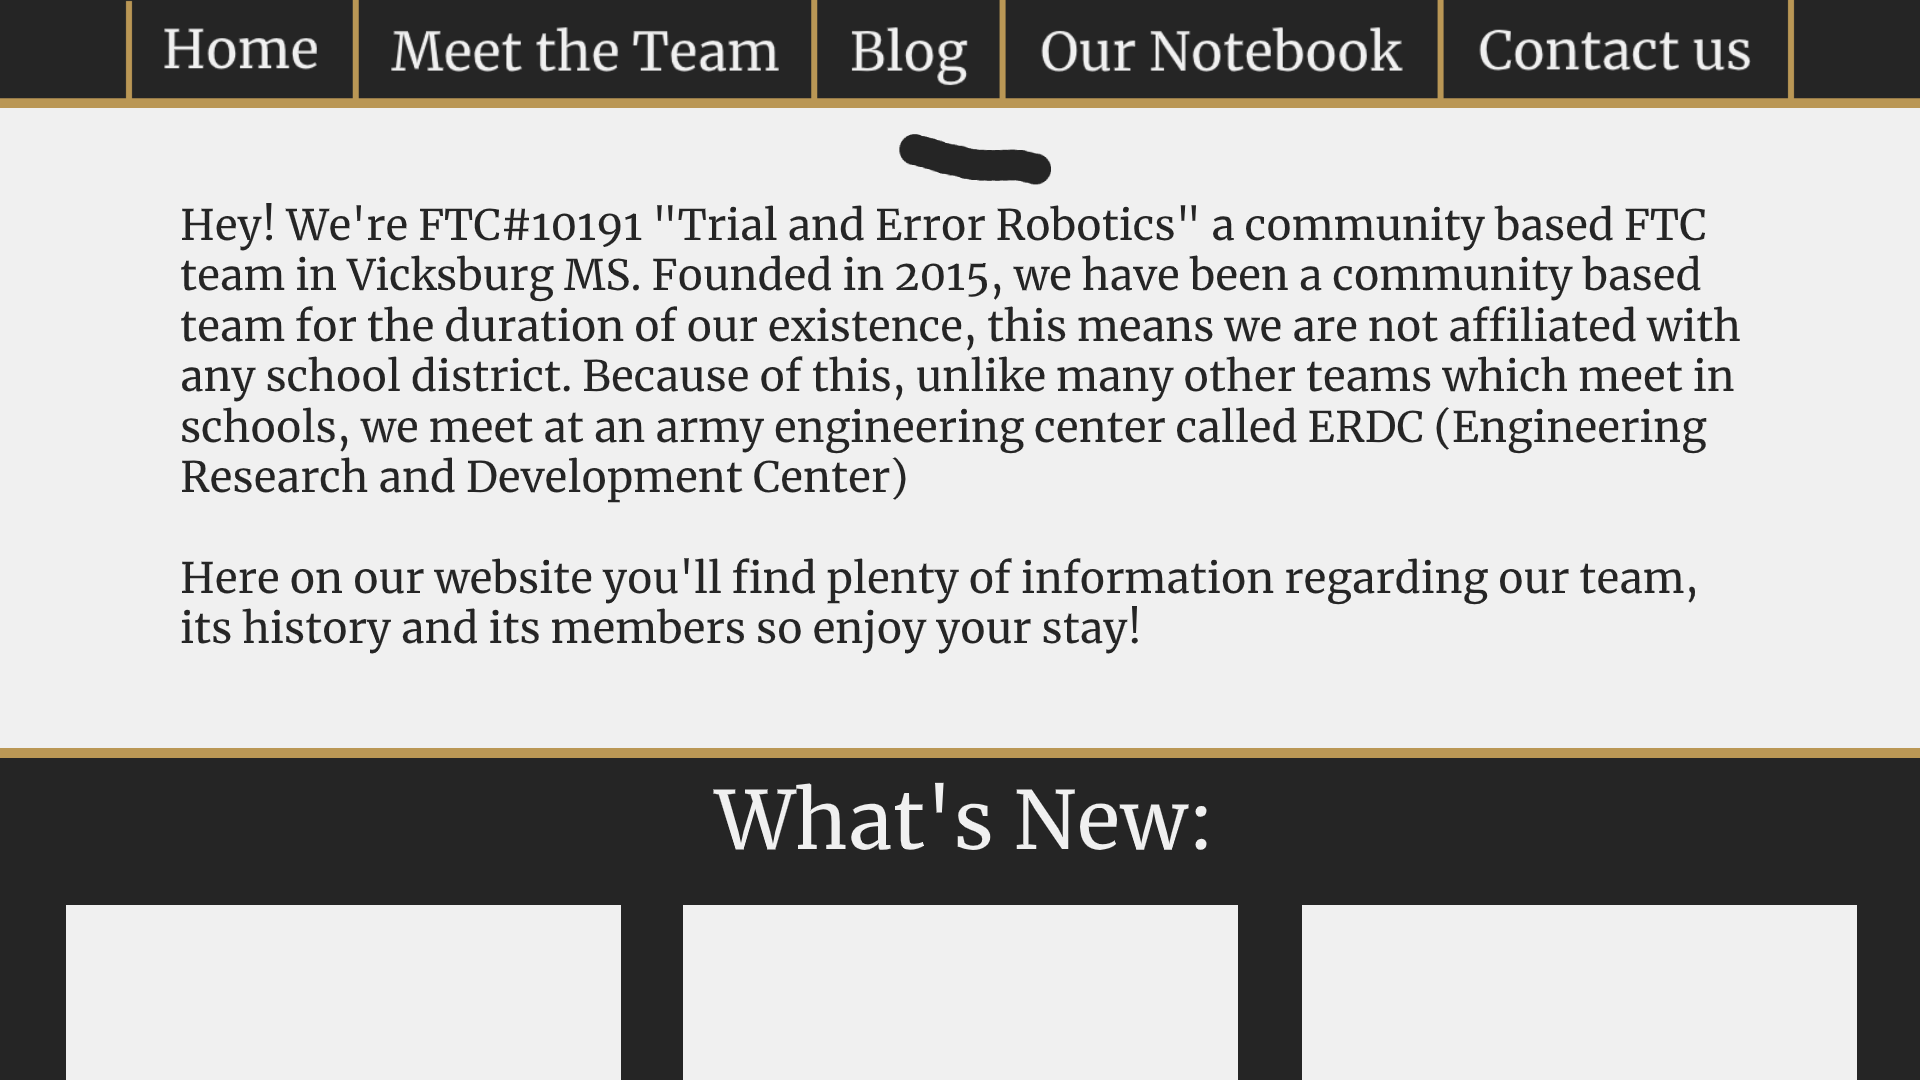 Home Meet the Team Blog Our Notebook Contact us
Hey! We're FTC#10191 "Trial and Error Robotics" a community based FTC
team in Vicksburg MS. Founded in 2015, we have been a community based
team for the duration of our existence, this means we are not affiliated with
any school district. Because of this, unlike many other teams which meet in
schools, we meet at an army engineering center called ERDC (Engineering
Research and Development Center)
Here on our website you'll find plenty of information regarding our team,
its history and its members so enjoy your stay!
What's New: